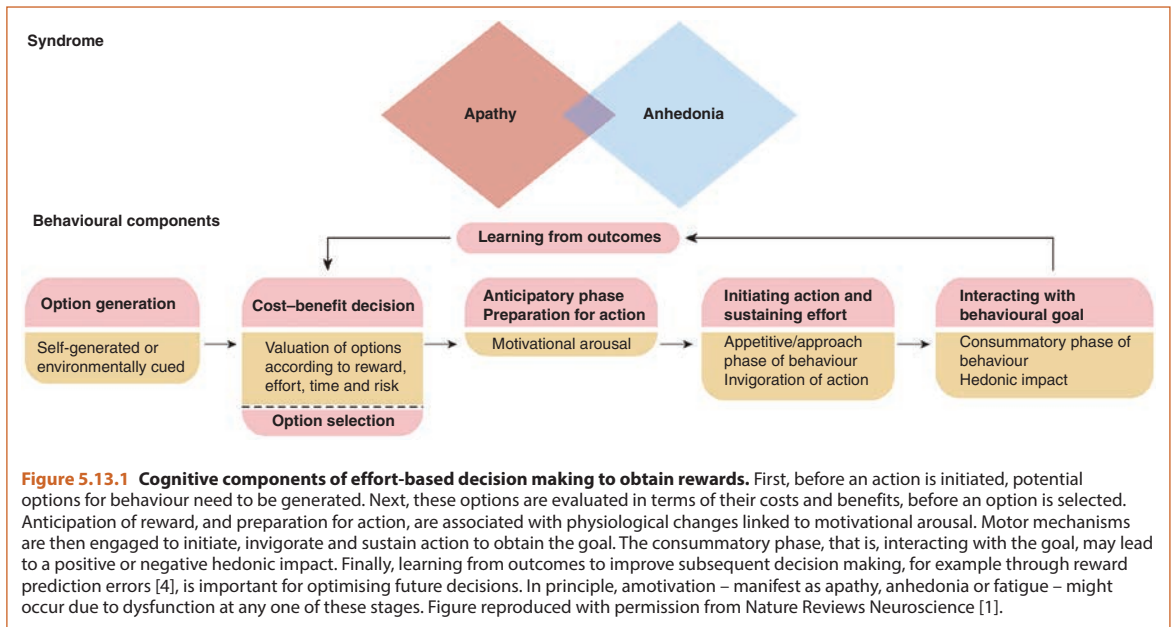 Syndrome
Apathy
Anhedonia
Behavioural components
Learning from outcomes
Option generation
Self-generated or
environmentally cued
Cost–benefit decision
Valuation of options
according to reward,
effort, time and risk
Option selection
Anticipatory phase
Preparation for action
Motivational arousal
Initiating action and
sustaining effort
Appetitive/approach
phase of behaviour
Invigoration of action
Interacting with
behavioural goal
Consummatory phase of
behaviour
Hedonic impact
Figure 5.13.1 Cognitive components of effort-based decision making to obtain rewards. First, before an action is initiated, potential
options for behaviour need to be generated. Next, these options are evaluated in terms of their costs and benefits, before an option is selected.
Anticipation of reward, and preparation for action, are associated with physiological changes linked to motivational arousal. Motor mechanisms
are then engaged to initiate, invigorate and sustain action to obtain the goal. The consummatory phase, that is, interacting with the goal, may lead
to a positive or negative hedonic impact. Finally, learning from outcomes to improve subsequent decision making, for example through reward
prediction errors [4], is important for optimising future decisions. In principle, amotivation – manifest as apathy, anhedonia or fatigue – might
occur due to dysfunction at any one of these stages. Figure reproduced with permission from Nature Reviews Neuroscience [1].